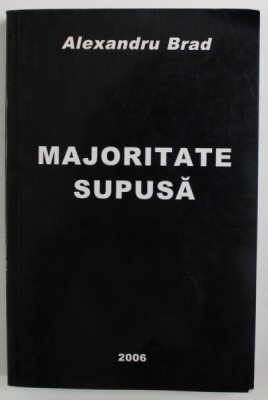 Alexandru Brad
MAJORITATE
SUPUSĂ
2006